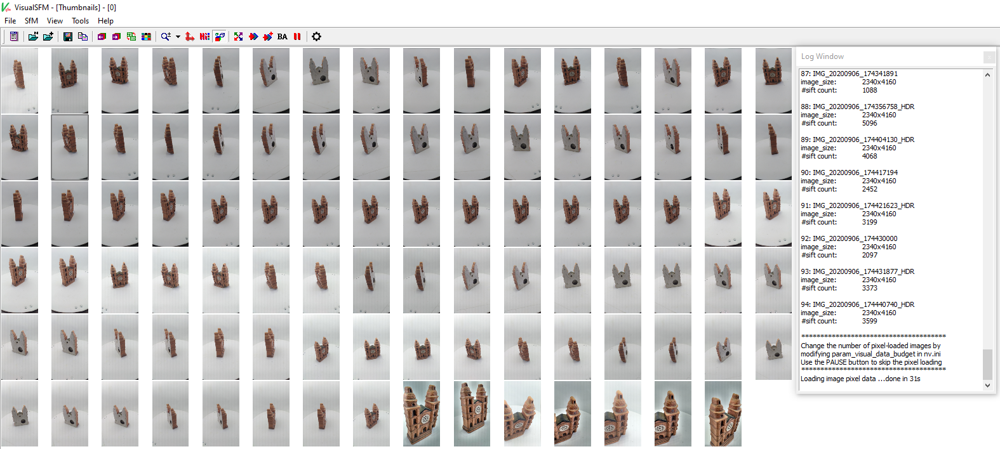 VisualSFM - [Thumbnails] - [0]
File SfM View Tools Help
BA
Log Window
87: IMG_20200906_174341891
image_size: 2340x4160
#sift count: 1088
88: IMG_20200906_174356758_HDR
image_size: 2340x4160
#sift count: 5096
89: IMG_20200906_174404130_HDR
image_size: 2340x4160
#sift count: 4068
90: IMG_20200906_174417194
image_size: 2340x4160
#sift count: 2452
91: IMG_20200906_174421623_HDR
image_size: 2340x4160
#sift count: 3199
92: IMG_20200906_174430000
image_size: 2340x4160
#sift count: 2097
93: IMG_20200906_174431877_HDR
image_size: 2340x4160
#sift count: 3373
94: IMG_20200906_174440740_HDR
image_size: 2340x4160
#sift count: 3599
**************************************
Change the number of pixel-loaded images by
modifying param_visual_data_budget in nv.ini
Use the PAUSE button to skip the pixel loading
**************************************
Loading image pixel data ...done in 31s